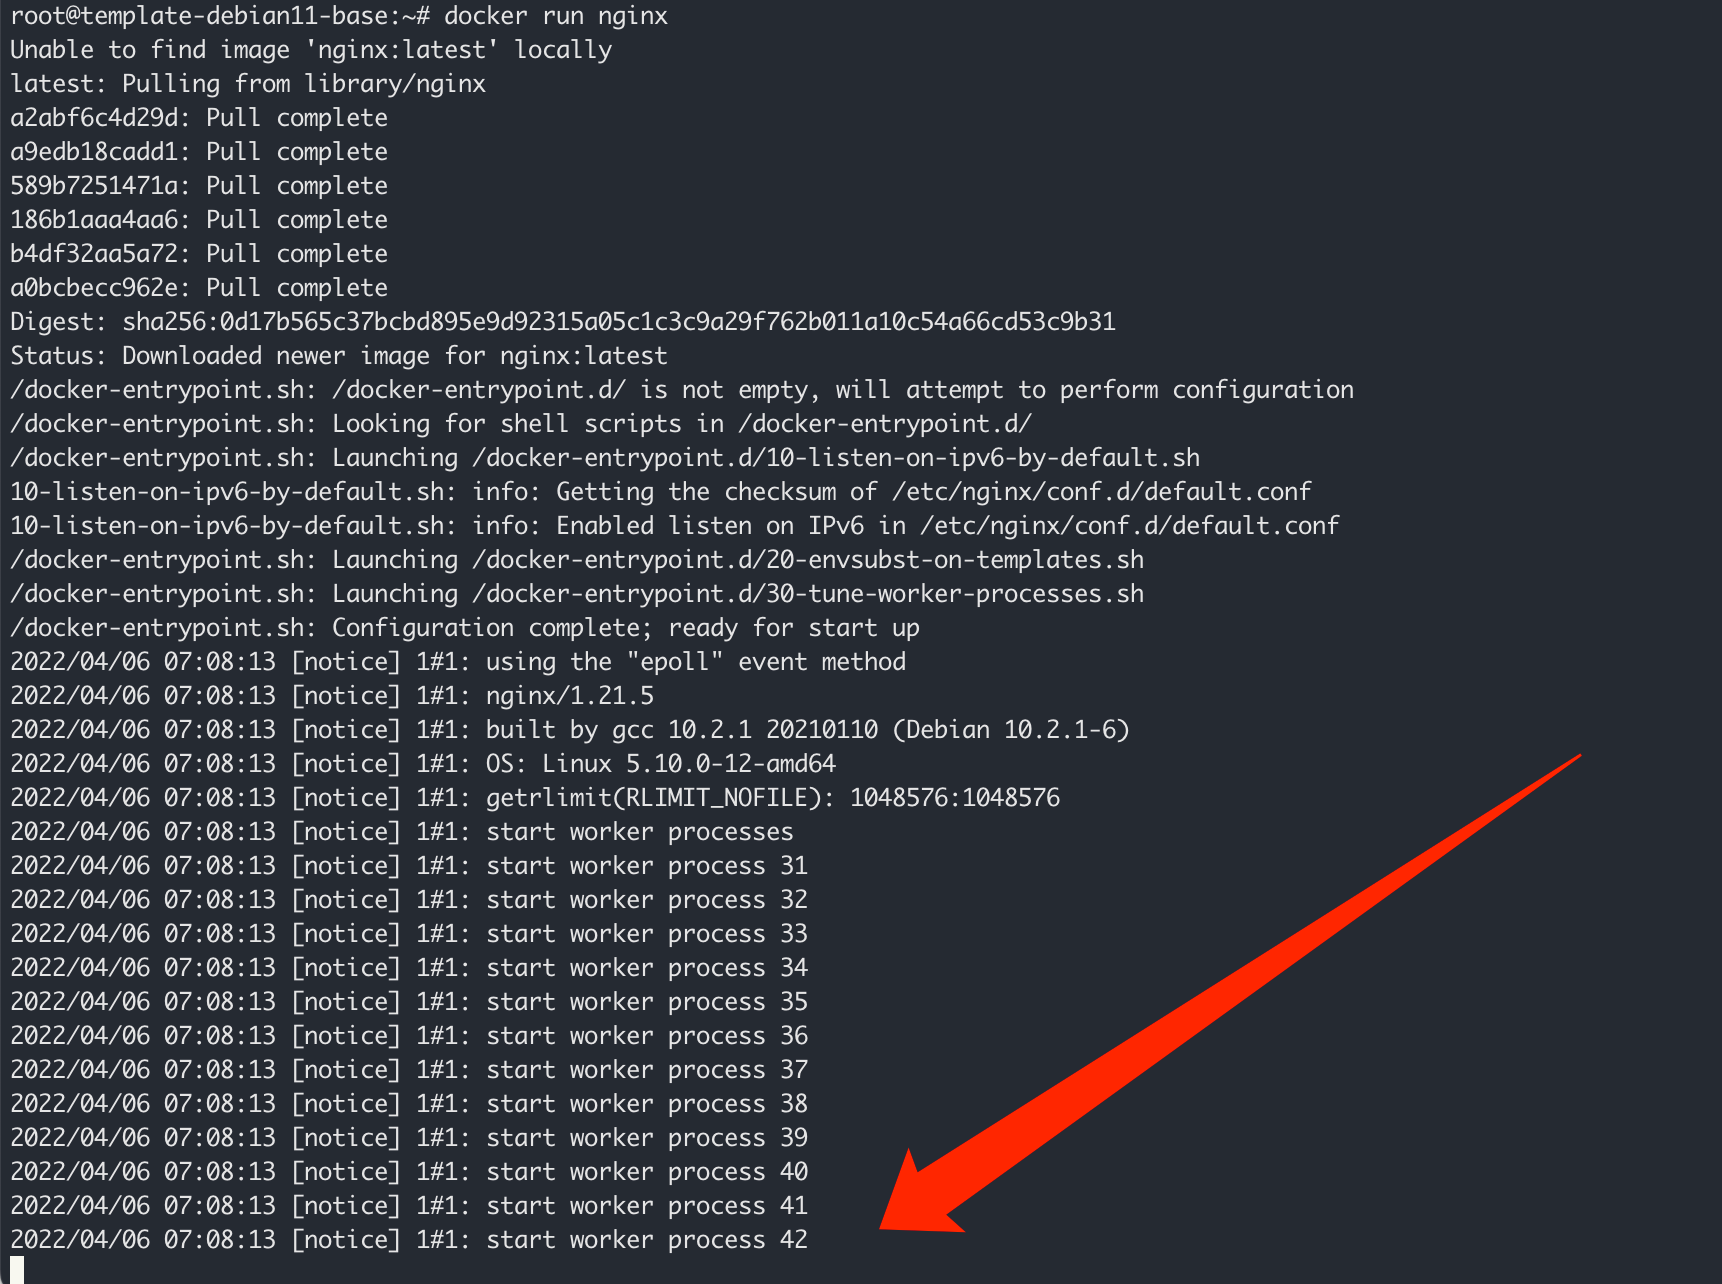 root@template-debian11-base:~# docker run nginx
Unable to find image 'nginx:latest' locally
latest: Pulling from library/nginx
a2abf6c4d29d: Pull complete
a9edb18cadd1: Pull complete
589b7251471a: Pull complete
186b1aaa4aa6: Pull complete
b4df32aa5a72: Pull complete
a0bcbecc962e: Pull complete
Digest: sha256:0d17b565c37bcbd895e9d92315a05c1c3c9a29f762b011a10c54a66cd53c9b31
Status: Downloaded newer image for nginx:latest
/docker-entrypoint.sh: /docker-entrypoint.d/ is not empty, will attempt to perform configuration
/docker-entrypoint.sh: Looking for shell scripts in /docker-entrypoint.d/
/docker-entrypoint.sh: Launching /docker-entrypoint.d/10-listen-on-ipv6-by-default.sh
10-listen-on-ipv6-by-default.sh: info: Getting the checksum of /etc/nginx/conf.d/default.conf
10-listen-on-ipv6-by-default.sh: info: Enabled listen on IPv6 in /etc/nginx/conf.d/default.conf
/docker-entrypoint.sh: Launching /docker-entrypoint.d/20-envsubst-on-templates.sh
/docker-entrypoint.sh: Launching /docker-entrypoint.d/30-tune-worker-processes.sh
/docker-entrypoint.sh: Configuration complete; ready for start up
2022/04/06 07:08:13 [notice] 1#1: using the "epoll" event method
2022/04/06 07:08:13 [notice] 1#1: nginx/1.21.5
2022/04/06 07:08:13 [notice] 1#1: built by gcc 10.2.1 20210110 (Debian 10.2.1-6)
2022/04/06 07:08:13 [notice] 1#1: OS: Linux 5.10.0-12-amd64
2022/04/06 07:08:13 [notice] 1#1: getrlimit(RLIMIT_NOFILE): 1048576:1048576
2022/04/06 07:08:13 [notice] 1#1: start worker processes
2022/04/06 07:08:13 [notice] 1#1: start worker process 31
2022/04/06 07:08:13 [notice] 1#1: start worker process 32
2022/04/06 07:08:13 [notice] 1#1: start worker process 33
2022/04/06 07:08:13 [notice] 1#1: start worker process 34
2022/04/06 07:08:13 [notice] 1#1: start worker process 35
2022/04/06 07:08:13 [notice] 1#1: start worker process 36
2022/04/06 07:08:13 [notice] 1#1: start worker process 37
2022/04/06 07:08:13 [notice] 1#1: start worker process 38
2022/04/06 07:08:13 [notice] 1#1: start worker process 39
2022/04/06 07:08:13 [notice] 1#1: start worker process 40
2022/04/06 07:08:13 [notice] 1#1: start worker process 41
2022/04/06 07:08:13 [notice] 1#1: start worker process 42